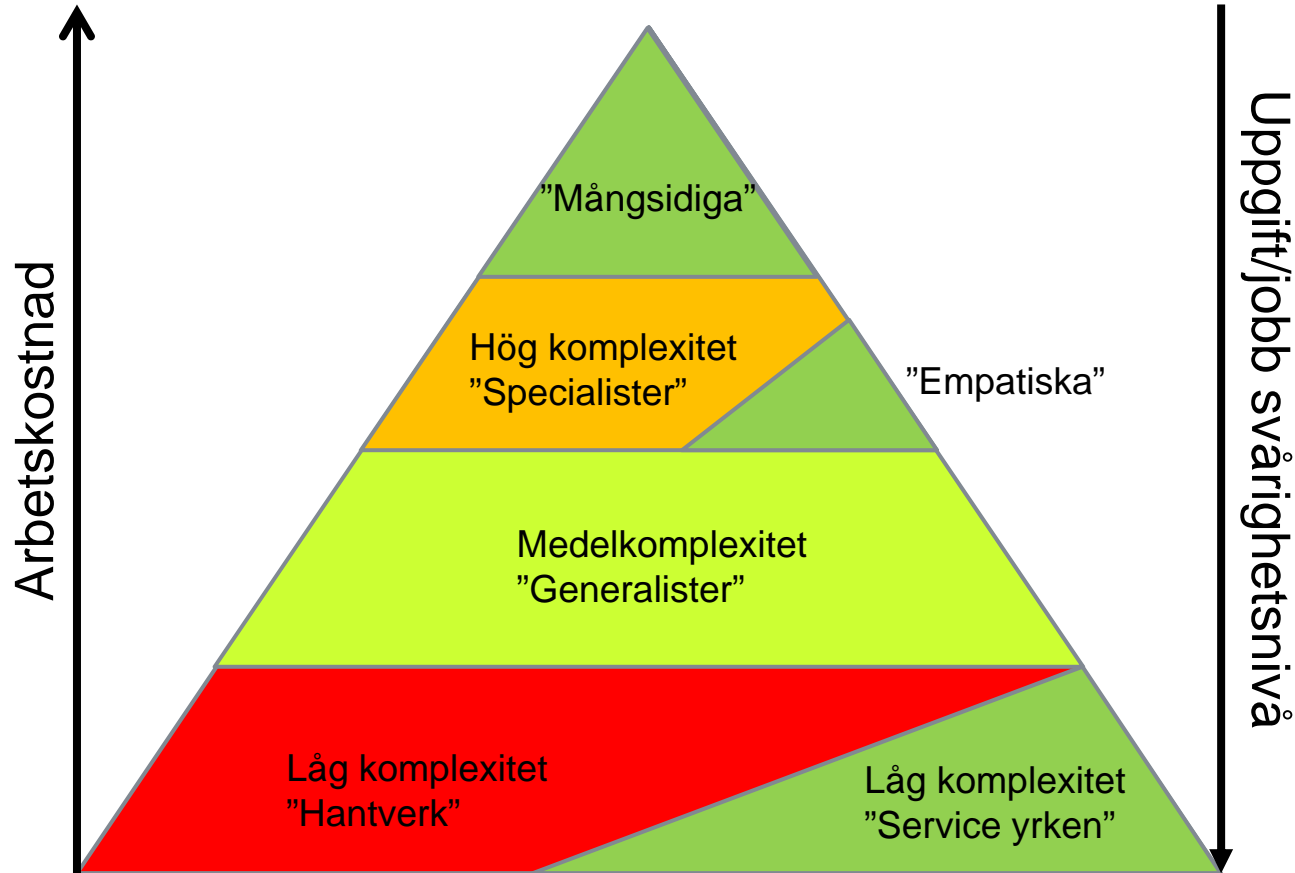 Arbetskostnad
Uppgift/jobb svårighetsnivå
”Mångsidiga”
Hög komplexitet
”Specialister”
”Empatiska”
Medelkomplexitet
”Generalister”
Låg komplexitet
”Hantverk”
Låg komplexitet
”Service yrken”